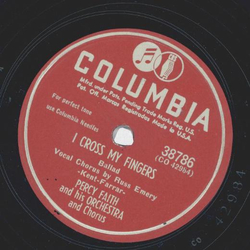 COLUMBIA
Mfd. under Pats. Pending Trade Marks Reg. U.S.
Pat. Off. Marcas Registradas Made in U.S.A.
For perfect tone
use Columbia Needles
38786
(CO 42994)
I CROSS MY FINGERS
Ballad
Vocal Chorus by Russ Emery
-Kent-Farrar-
PERCY FAITH
and his ORCHESTRA
and Chorus
42994